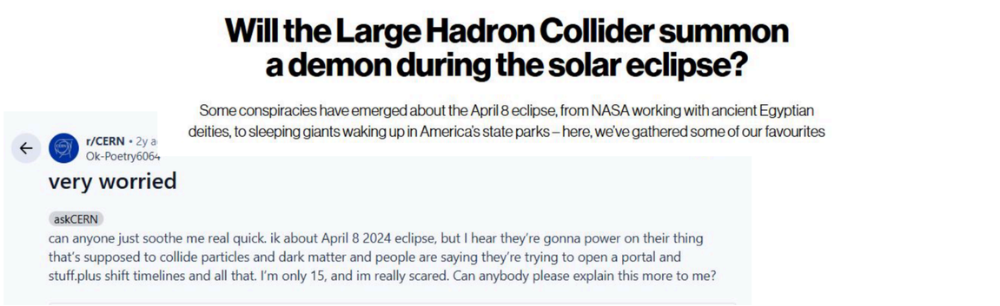 Will the Large Hadron Collider summon
a demon during the solar eclipse?
Some conspiracies have emerged about the April 8 eclipse, from NASA working with ancient Egyptian
deities, to sleeping giants waking up in America's state parks – here, we've gathered some of our favourites
r/CERN • 2y a
Ok-Poetry6064
very worried
askCERN
can anyone just soothe me real quick. ik about April 8 2024 eclipse, but I hear they're gonna power on their thing
that's supposed to collide particles and dark matter and people are saying they're trying to open a portal and
stuff.plus shift timelines and all that. I'm only 15, and im really scared. Can anybody please explain this more to me?